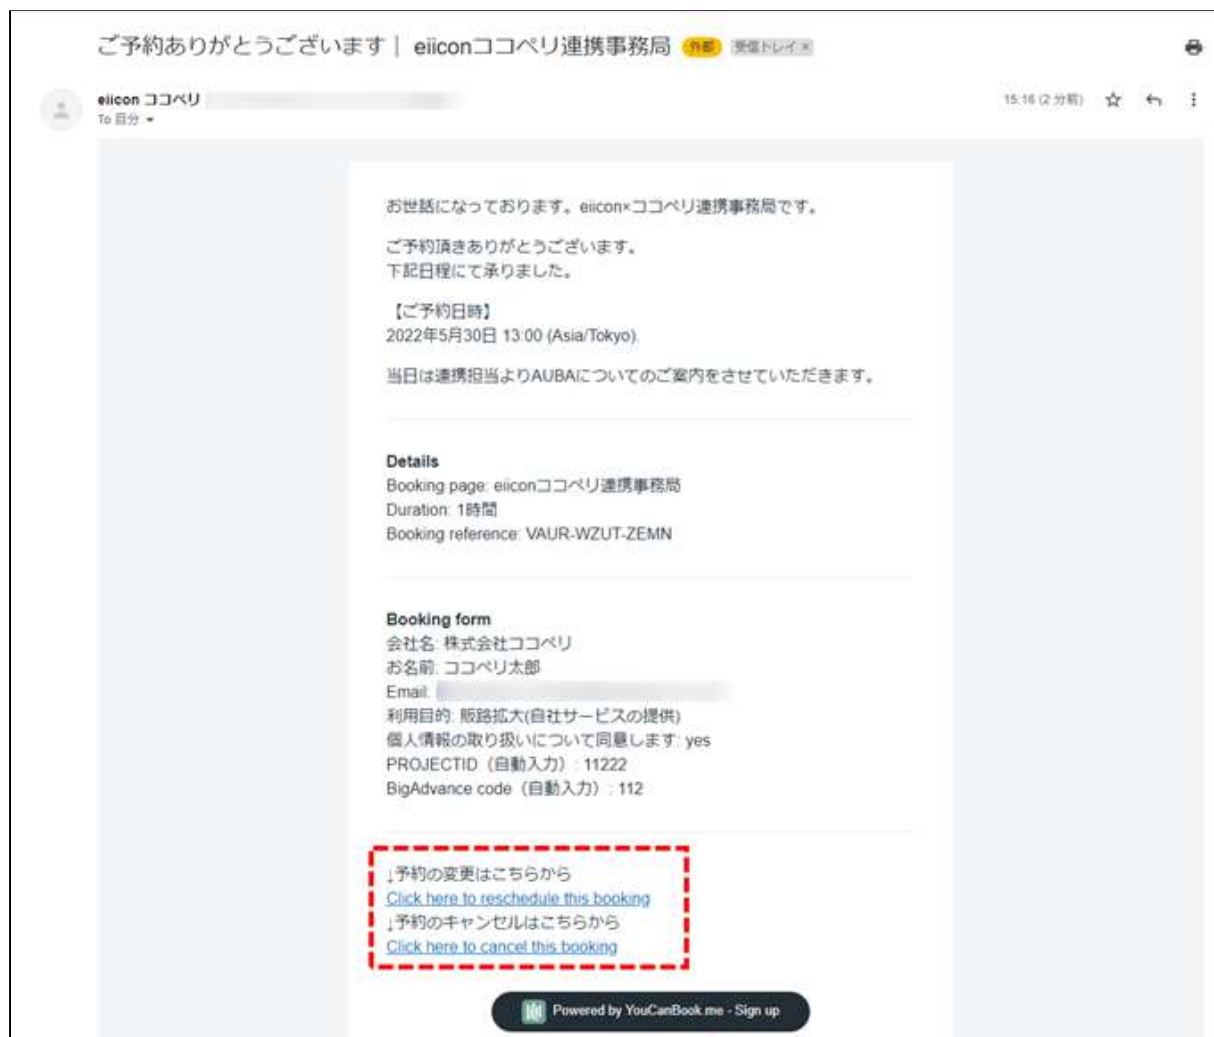 ご予約ありがとうございます｜ eiiconココペリ連携事務局 外部 受信トレイ ×
eiicon ココペリ
15:16 (2 分前)
To 自分
お世話になっております。eiicon×ココペリ連携事務局です。
ご予約頂きありがとうございます。
下記日程にて承りました。
【ご予約日時】
2022年5月30日 13:00 (Asia/Tokyo).
当日は連携担当よりAUBAについてのご案内をさせていただきます。
Details
Booking page: eiiconココペリ連携事務局
Duration: 1時間
Booking reference: VAUR-WZUT-ZEMN
Booking form
会社名: 株式会社ココペリ
お名前: ココペリ太郎
Email:
利用目的: 販路拡大(自社サービスの提供)
個人情報の取り扱いについて同意します: yes
PROJECTID（自動入力）: 11222
BigAdvance code（自動入力）: 112
↓予約の変更はこちらから
Click here to reschedule this booking
↓予約のキャンセルはこちらから
Click here to cancel this booking
Powered by YouCanBook.me - Sign up